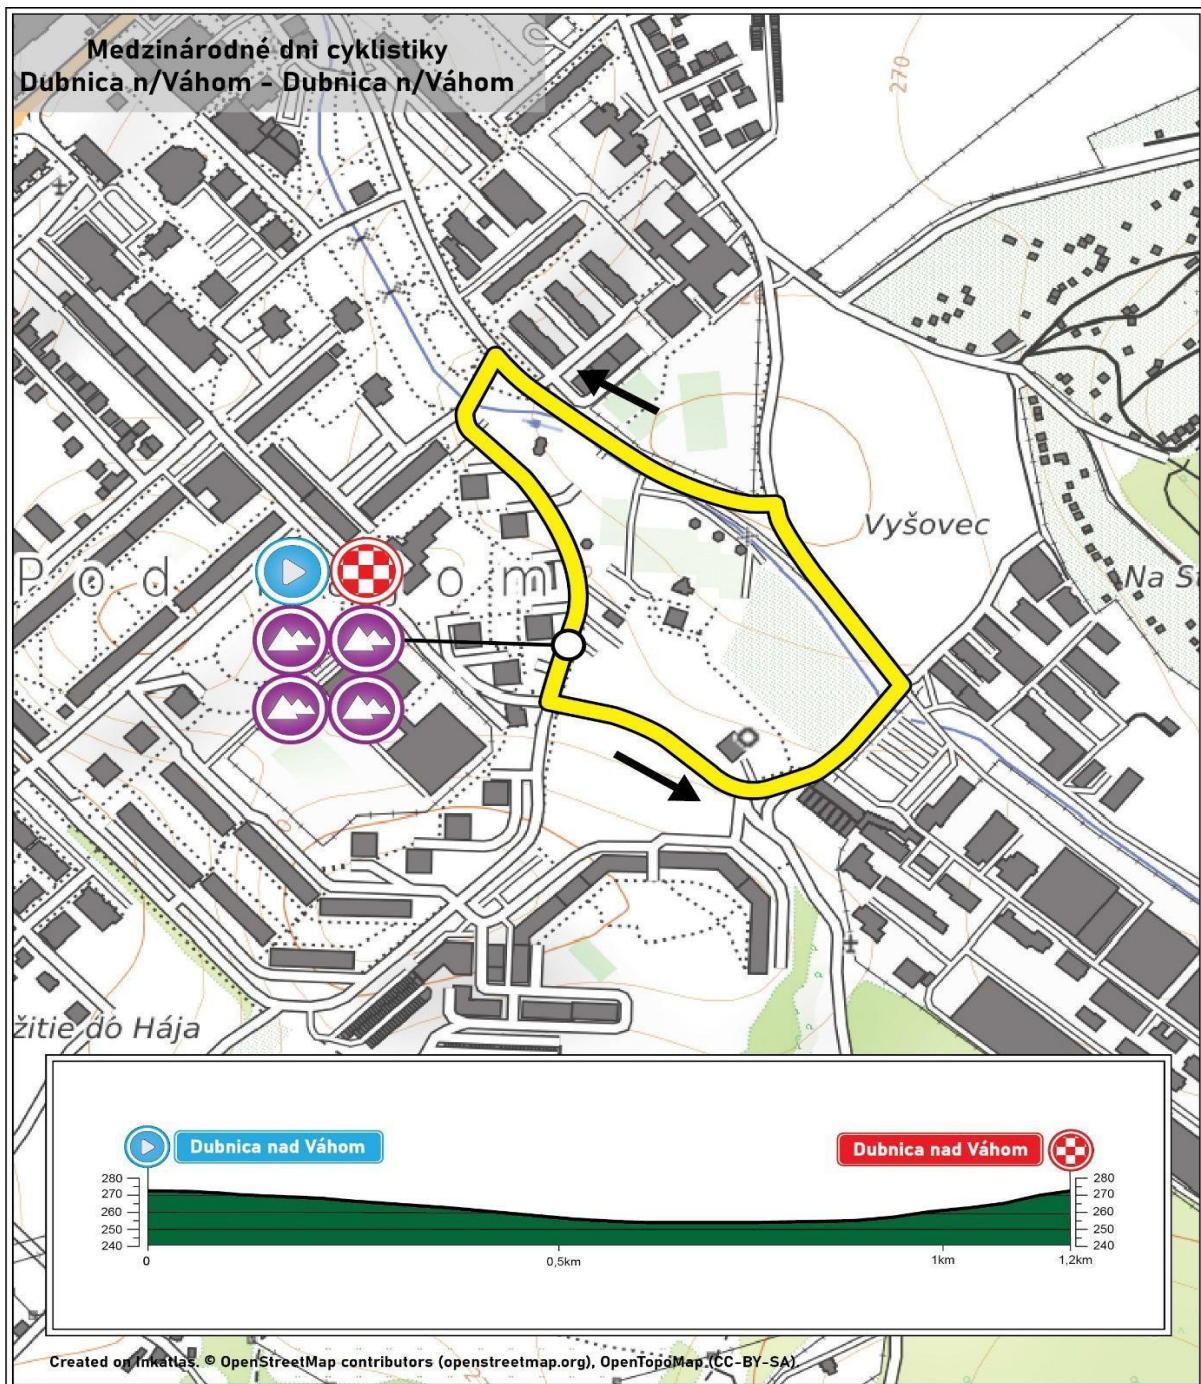 Medzinárodné dni cyklistiky
Dubnica n/Váhom - Dubnica n/Váhom
270
Vyšovec
Pod
om
Na S
žitie do Hája
Dubnica nad Váhom
Dubnica nad Váhom
280
270
260
250
240
280
270
260
250
240
0
0,5km
1km
1,2km
Created on Inkatlas. © OpenStreetMap contributors (openstreetmap.org), OpenTopoMap (CC-BY-SA).